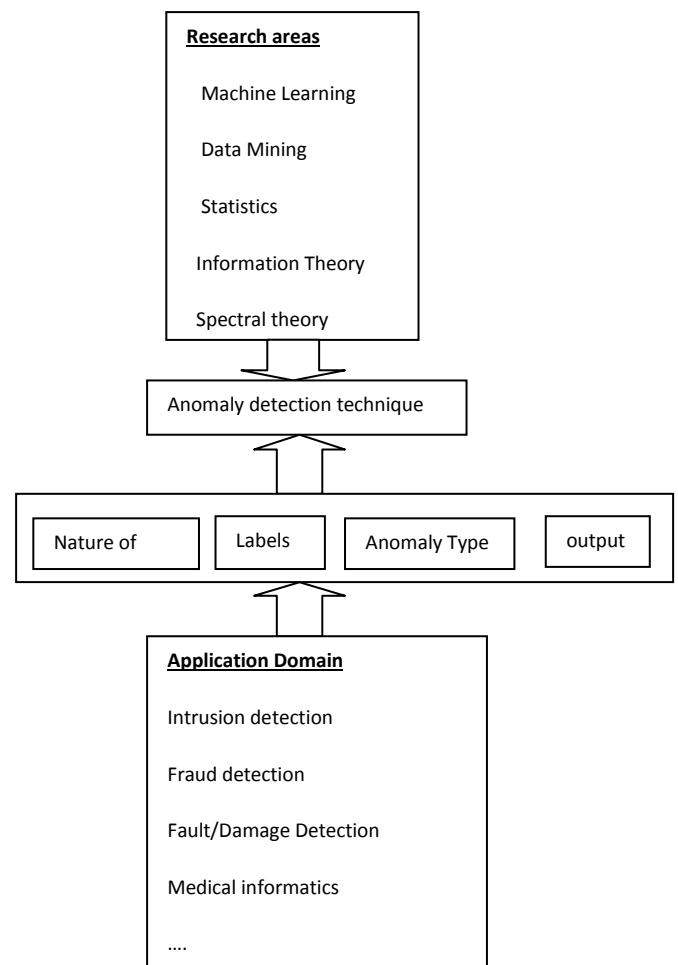 Research areas
Machine Learning
Data Mining
Statistics
Information Theory
Spectral theory
Anomaly detection technique
Nature of
Labels
Anomaly Type
output
Application Domain
Intrusion detection
Fraud detection
Fault/Damage Detection
Medical informatics
....